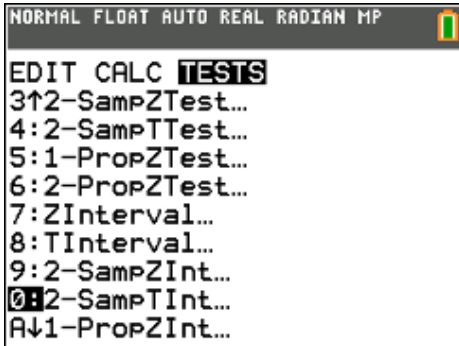 NORMAL FLOAT AUTO REAL RADIAN MP
EDIT CALC TESTS
3↑2-SampZTest…
4:2-SampTTest…
5:1-PropZTest…
6:2-PropZTest…
7:ZInterval…
8:TInterval…
9:2-SampZInt…
0:2-SampTInt…
A↓1-PropZInt…